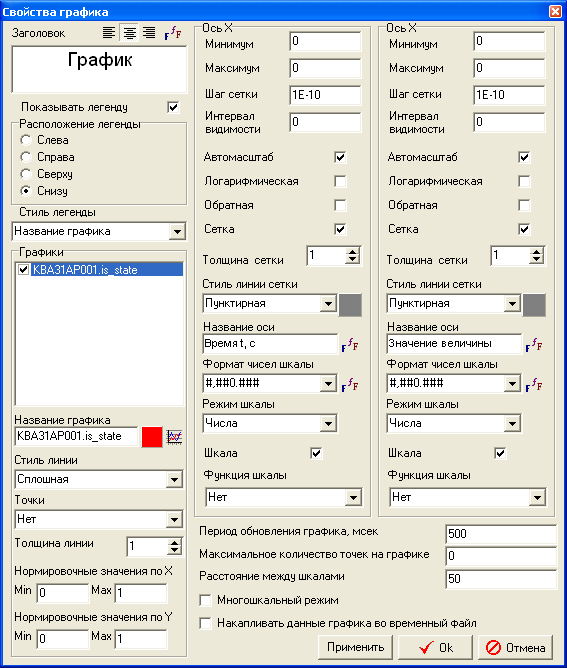 Свойства графика
Заголовок
График
Показывать легенду
Расположение легенды
Слева
Справа
Сверху
Снизу
Стиль легенды
Название графика
Графики
KBA31AP001.is_state
Название графика
KBA31AP001.is_state
Стиль линии
Сплошная
Точки
Нет
Толщина линии
1
Нормировочные значения по X
Min 0 Max 1
Нормировочные значения по Y
Min 0 Max 1
Ось X
Минимум 0
Максимум 0
Шаг сетки 1E-10
Интервал
видимости 0
Автомасштаб
Логарифмическая
Обратная
Сетка
Толщина сетки 1
Стиль линии сетки
Пунктирная
Название оси
Время t, с
Формат чисел шкалы
#,##0.###
Режим шкалы
Числа
Шкала
Функция шкалы
Нет
Ось X
Минимум 0
Максимум 0
Шаг сетки 1E-10
Интервал
видимости 0
Автомасштаб
Логарифмическая
Обратная
Сетка
Толщина сетки 1
Стиль линии сетки
Пунктирная
Название оси
Значение величины
Формат чисел шкалы
#,##0.###
Режим шкалы
Числа
Шкала
Функция шкалы
Нет
Период обновления графика, мсек 500
Максимальное количество точек на графике 0
Расстояние между шкалами 50
Многошкальный режим
Накапливать данные графика во временный файл
Применить Ok Отмена